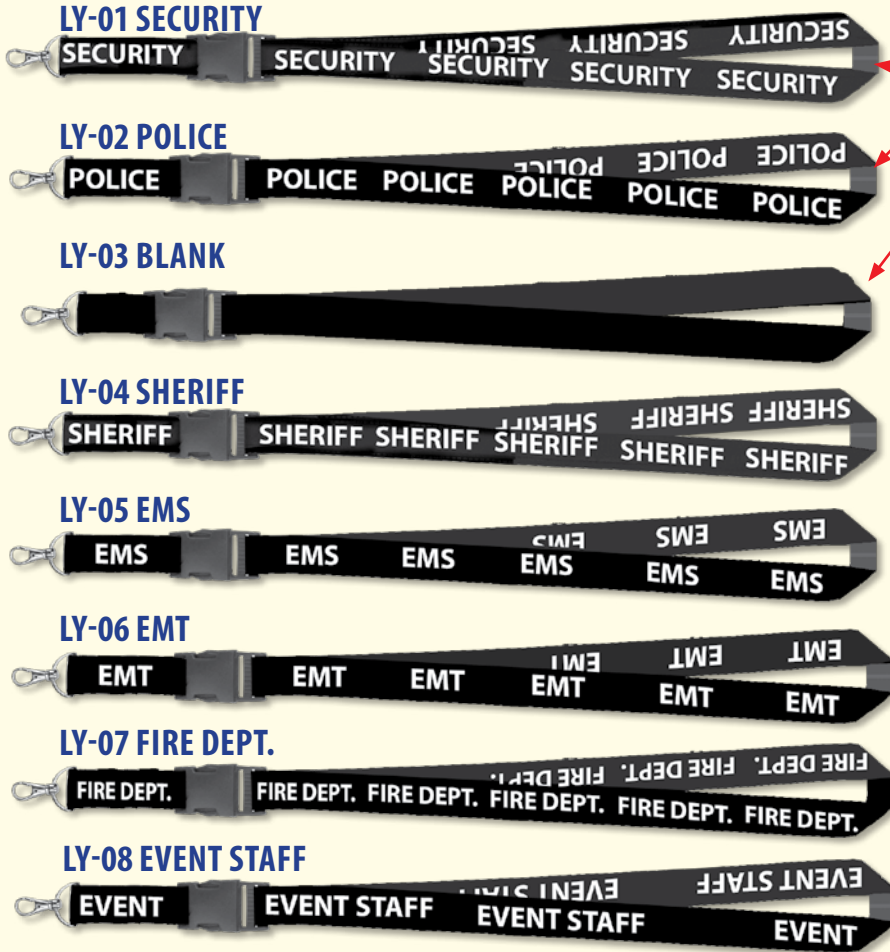 LY-01 SECURITY
SECURITY SECURITY SECURITY
SECURITY SECURITY SECURITY SECURITY SECURITY
LY-02 POLICE
POLICE POLICE POLICE
POLICE POLICE POLICE POLICE POLICE POLICE
LY-03 BLANK
LY-04 SHERIFF
SHERIFF SHERIFF SHERIFF
SHERIFF SHERIFF SHERIFF SHERIFF SHERIFF SHERIFF
LY-05 EMS
EMS EMS EMS
EMS EMS EMS EMS EMS EMS
LY-06 EMT
EMT EMT EMT
EMT EMT EMT EMT EMT EMT
LY-07 FIRE DEPT.
FIRE DEPT. FIRE DEPT. FIRE DEPT.
FIRE DEPT. FIRE DEPT. FIRE DEPT. FIRE DEPT. FIRE DEPT. FIRE DEPT.
LY-08 EVENT STAFF
EVENT STAFF EVENT STAFF
EVENT EVENT STAFF EVENT STAFF EVENT